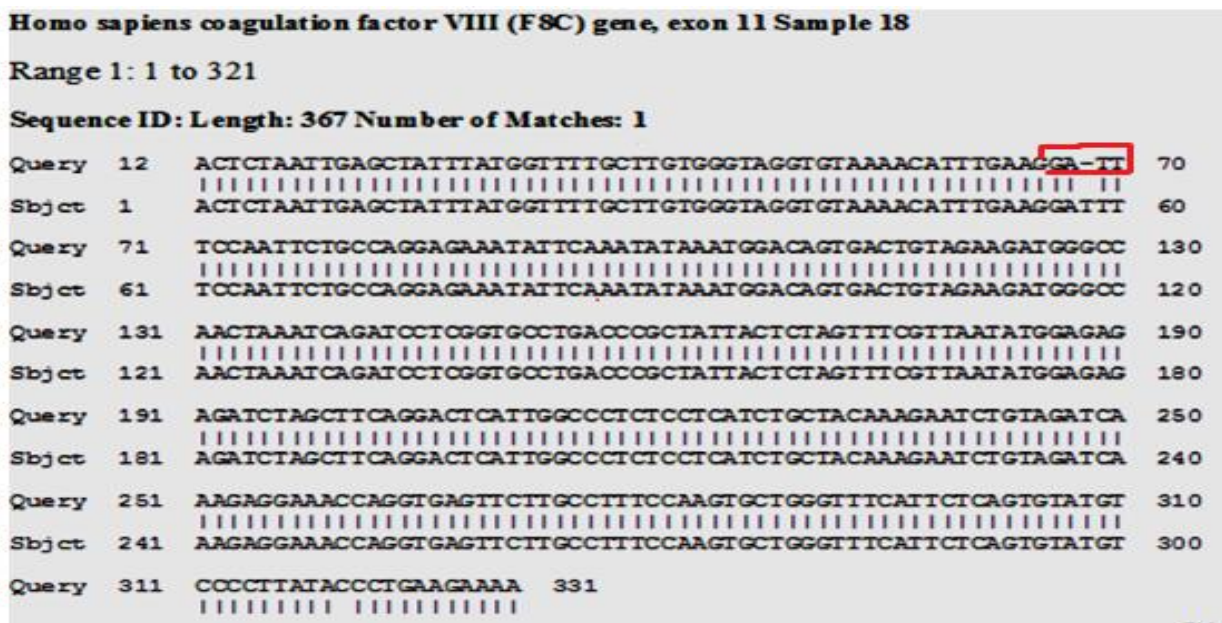 Homo sapiens coagulation factor VIII (F8C) gene, exon 11 Sample 18
Range 1: 1 to 321
Sequence ID: Length: 367 Number of Matches: 1
Query 12 ACTCTAATTGAGCTATTTATGGTTTTGCTTGTGGGTAGGTGTAAAACATTTGAAGGA-TT 70
Sbjct 1 ACTCTAATTGAGCTATTTATGGTTTTGCTTGTGGGTAGGTGTAAAACATTTGAAGGATTT 60
Query 71 TCCAATTCTGCCAGGAGAAATATTCAAATATAAATGGACAGTGACTGTAGAAGATGGGCC 130
Sbjct 61 TCCAATTCTGCCAGGAGAAATATTCAAATATAAATGGACAGTGACTGTAGAAGATGGGCC 120
Query 131 AACTAAATCAGATCCTCGGTGCCTGACCCGCTATTACTCTAGTTTCGTTAATATGGAGAG 190
Sbjct 121 AACTAAATCAGATCCTCGGTGCCTGACCCGCTATTACTCTAGTTTCGTTAATATGGAGAG 180
Query 191 AGATCTAGCTTCAGGACTCATTGGCCCTCTCCTCATCTGCTACAAAGAATCTGTAGATCA 250
Sbjct 181 AGATCTAGCTTCAGGACTCATTGGCCCTCTCCTCATCTGCTACAAAGAATCTGTAGATCA 240
Query 251 AAGAGGAAACCAGGTGAGTTCTTGCCTTTCCAAGTGCTGGGTTTCATTCTCAGTGTATGT 310
Sbjct 241 AAGAGGAAACCAGGTGAGTTCTTGCCTTTCCAAGTGCTGGGTTTCATTCTCAGTGTATGT 300
Query 311 CCCCTTATACCCTGAAGAAAA 331